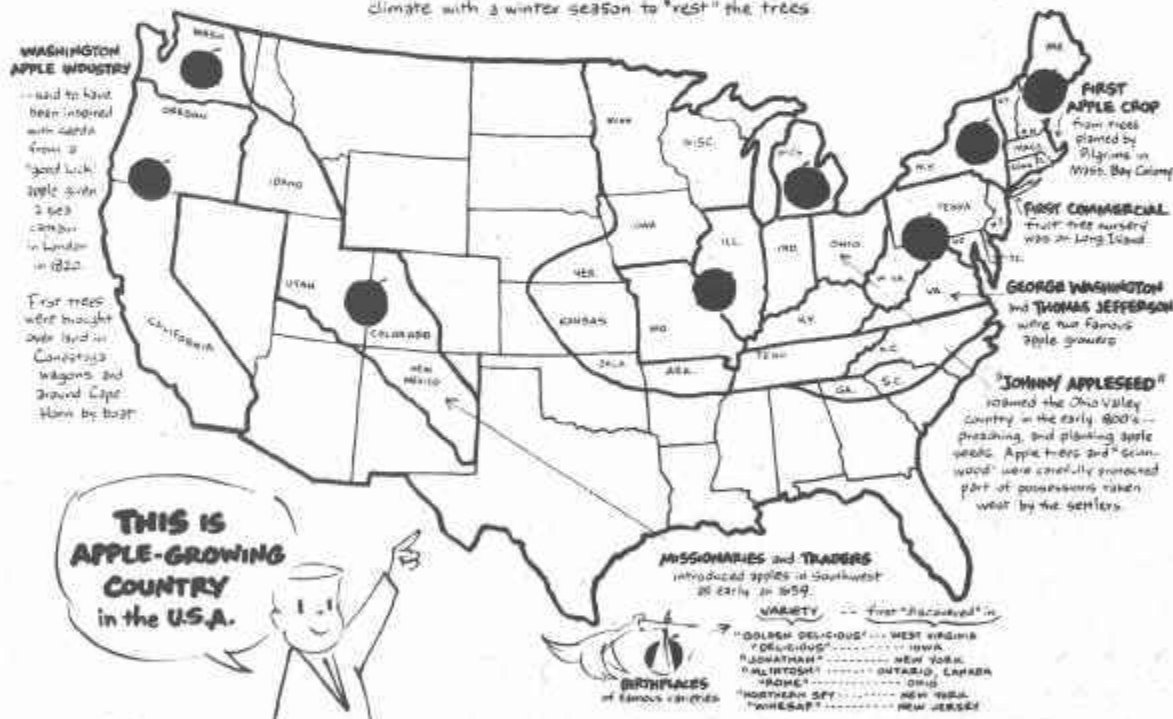 climate with a winter season to "rest" the trees
WASHINGTON
APPLE INDUSTRY
-- said to have
been inspired
with seeds
from a
"good luck"
apple given
a sea
captain
in London
in 1820.
First trees
were brought
over land in
Conestoga
wagons and
around Cape
Horn by boat
WASH
OREGON
IDAHO
CALIFORNIA
UTAH
COLORADO
NEW
MEXICO
MINN
WISC.
IOWA
NEB.
KANSAS
OKLA
MO.
ARK.
ILL.
MICH
IND.
OHIO
KY.
TENN
W. VA.
VA.
N.C.
S.C.
GA.
PENNA
N.Y.
ME.
VT
MASS
CONN
FIRST
APPLE CROP
from trees
planted by
Pilgrims in
Mass. Bay Colony
FIRST COMMERCIAL
fruit tree nursery
was on Long Island
GEORGE WASHINGTON
and THOMAS JEFFERSON
were two famous
apple growers
"JOHNNY APPLESEED"
roamed the Ohio Valley
country in the early 800's --
preaching, and planting apple
seeds. Apple trees and "scion-
wood" were carefully protected
part of possessions taken
west by the settlers.
THIS IS
APPLE-GROWING
COUNTRY
in the U.S.A.
MISSIONARIES and TRADERS
introduced apples in Southwest
as early as
VARIETY -- first "discovered" in
"GOLDEN DELICIOUS" --- WEST VIRGINIA
"DELICIOUS" -------- IOWA
"JONATHAN" -------- NEW YORK
"McINTOSH" -------- ONTARIO, CANADA
"ROME" ---------- OHIO
"NORTHERN SPY ------- NEW YORK
"WINESAP" --------- NEW JERSEY
BIRTHPLACES
of famous varieties